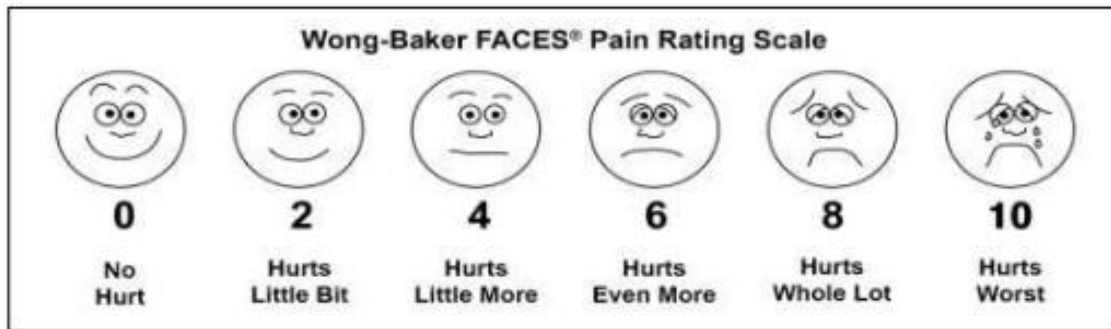 Wong-Baker FACES® Pain Rating Scale
0 2 4 6 8 10
No Hurts Hurts Hurts Hurts Hurts
Hurt Little Bit Little More Even More Whole Lot Worst